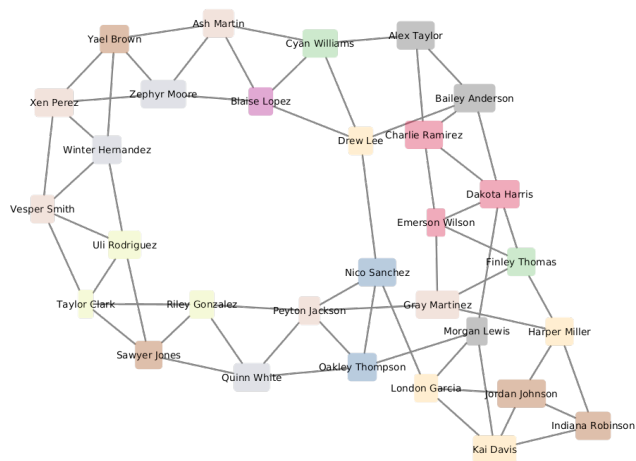 Ash Martin
Yael Brown
Cyan Williams
Alex Taylor
Xen Perez
Zephyr Moore
Blaise Lopez
Bailey Anderson
Winter Hernandez
Drew Lee
Charlie Ramirez
Vesper Smith
Dakota Harris
Uli Rodriguez
Emerson Wilson
Nico Sanchez
Finley Thomas
Taylor Clark
Riley Gonzalez
Peyton Jackson
Gray Martinez
Morgan Lewis
Harper Miller
Sawyer Jones
Quinn White
Oakley Thompson
London Garcia
Jordan Johnson
Indiana Robinson
Kai Davis